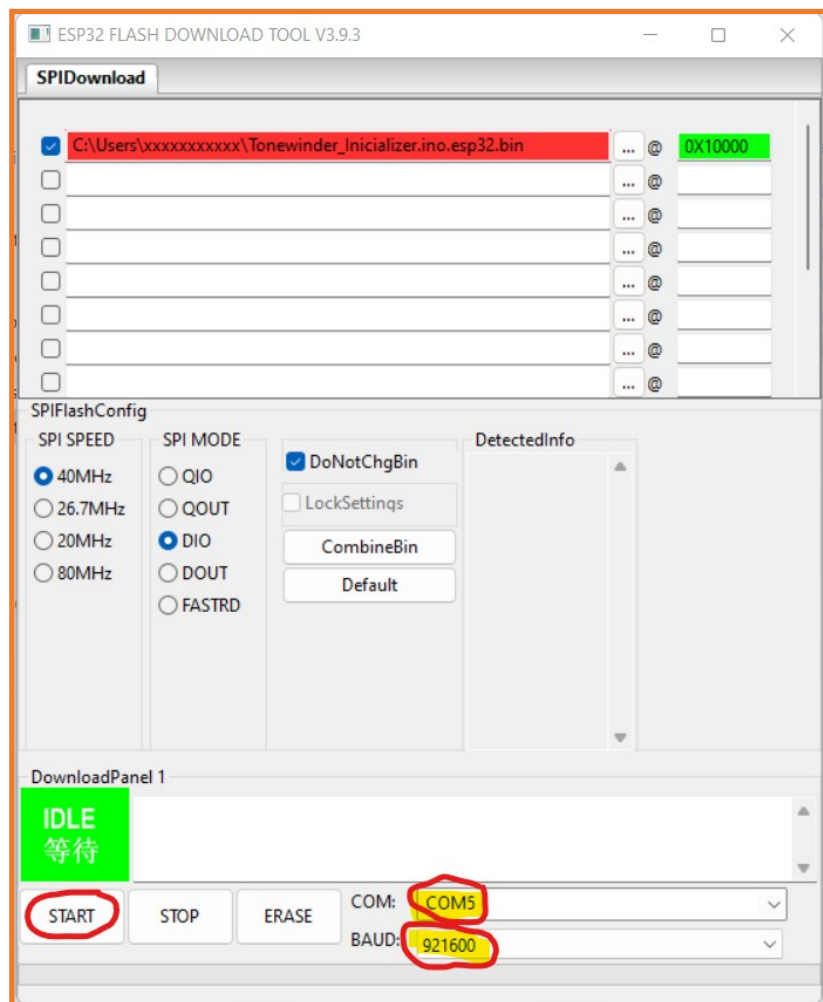 ESP32 FLASH DOWNLOAD TOOL V3.9.3
SPIDownload
C:\Users\xxxxxxxxxxx\Tonewinder_Inicializer.ino.esp32.bin ... @ 0X10000
... @
... @
... @
... @
... @
... @
... @
SPIFlashConfig
SPI SPEED SPI MODE DetectedInfo
40MHz QIO DoNotChgBin
26.7MHz QOUT LockSettings
20MHz DIO CombineBin
80MHz DOUT Default
FASTRD
DownloadPanel 1
IDLE
等待
START STOP ERASE COM: COM5
BAUD: 921600